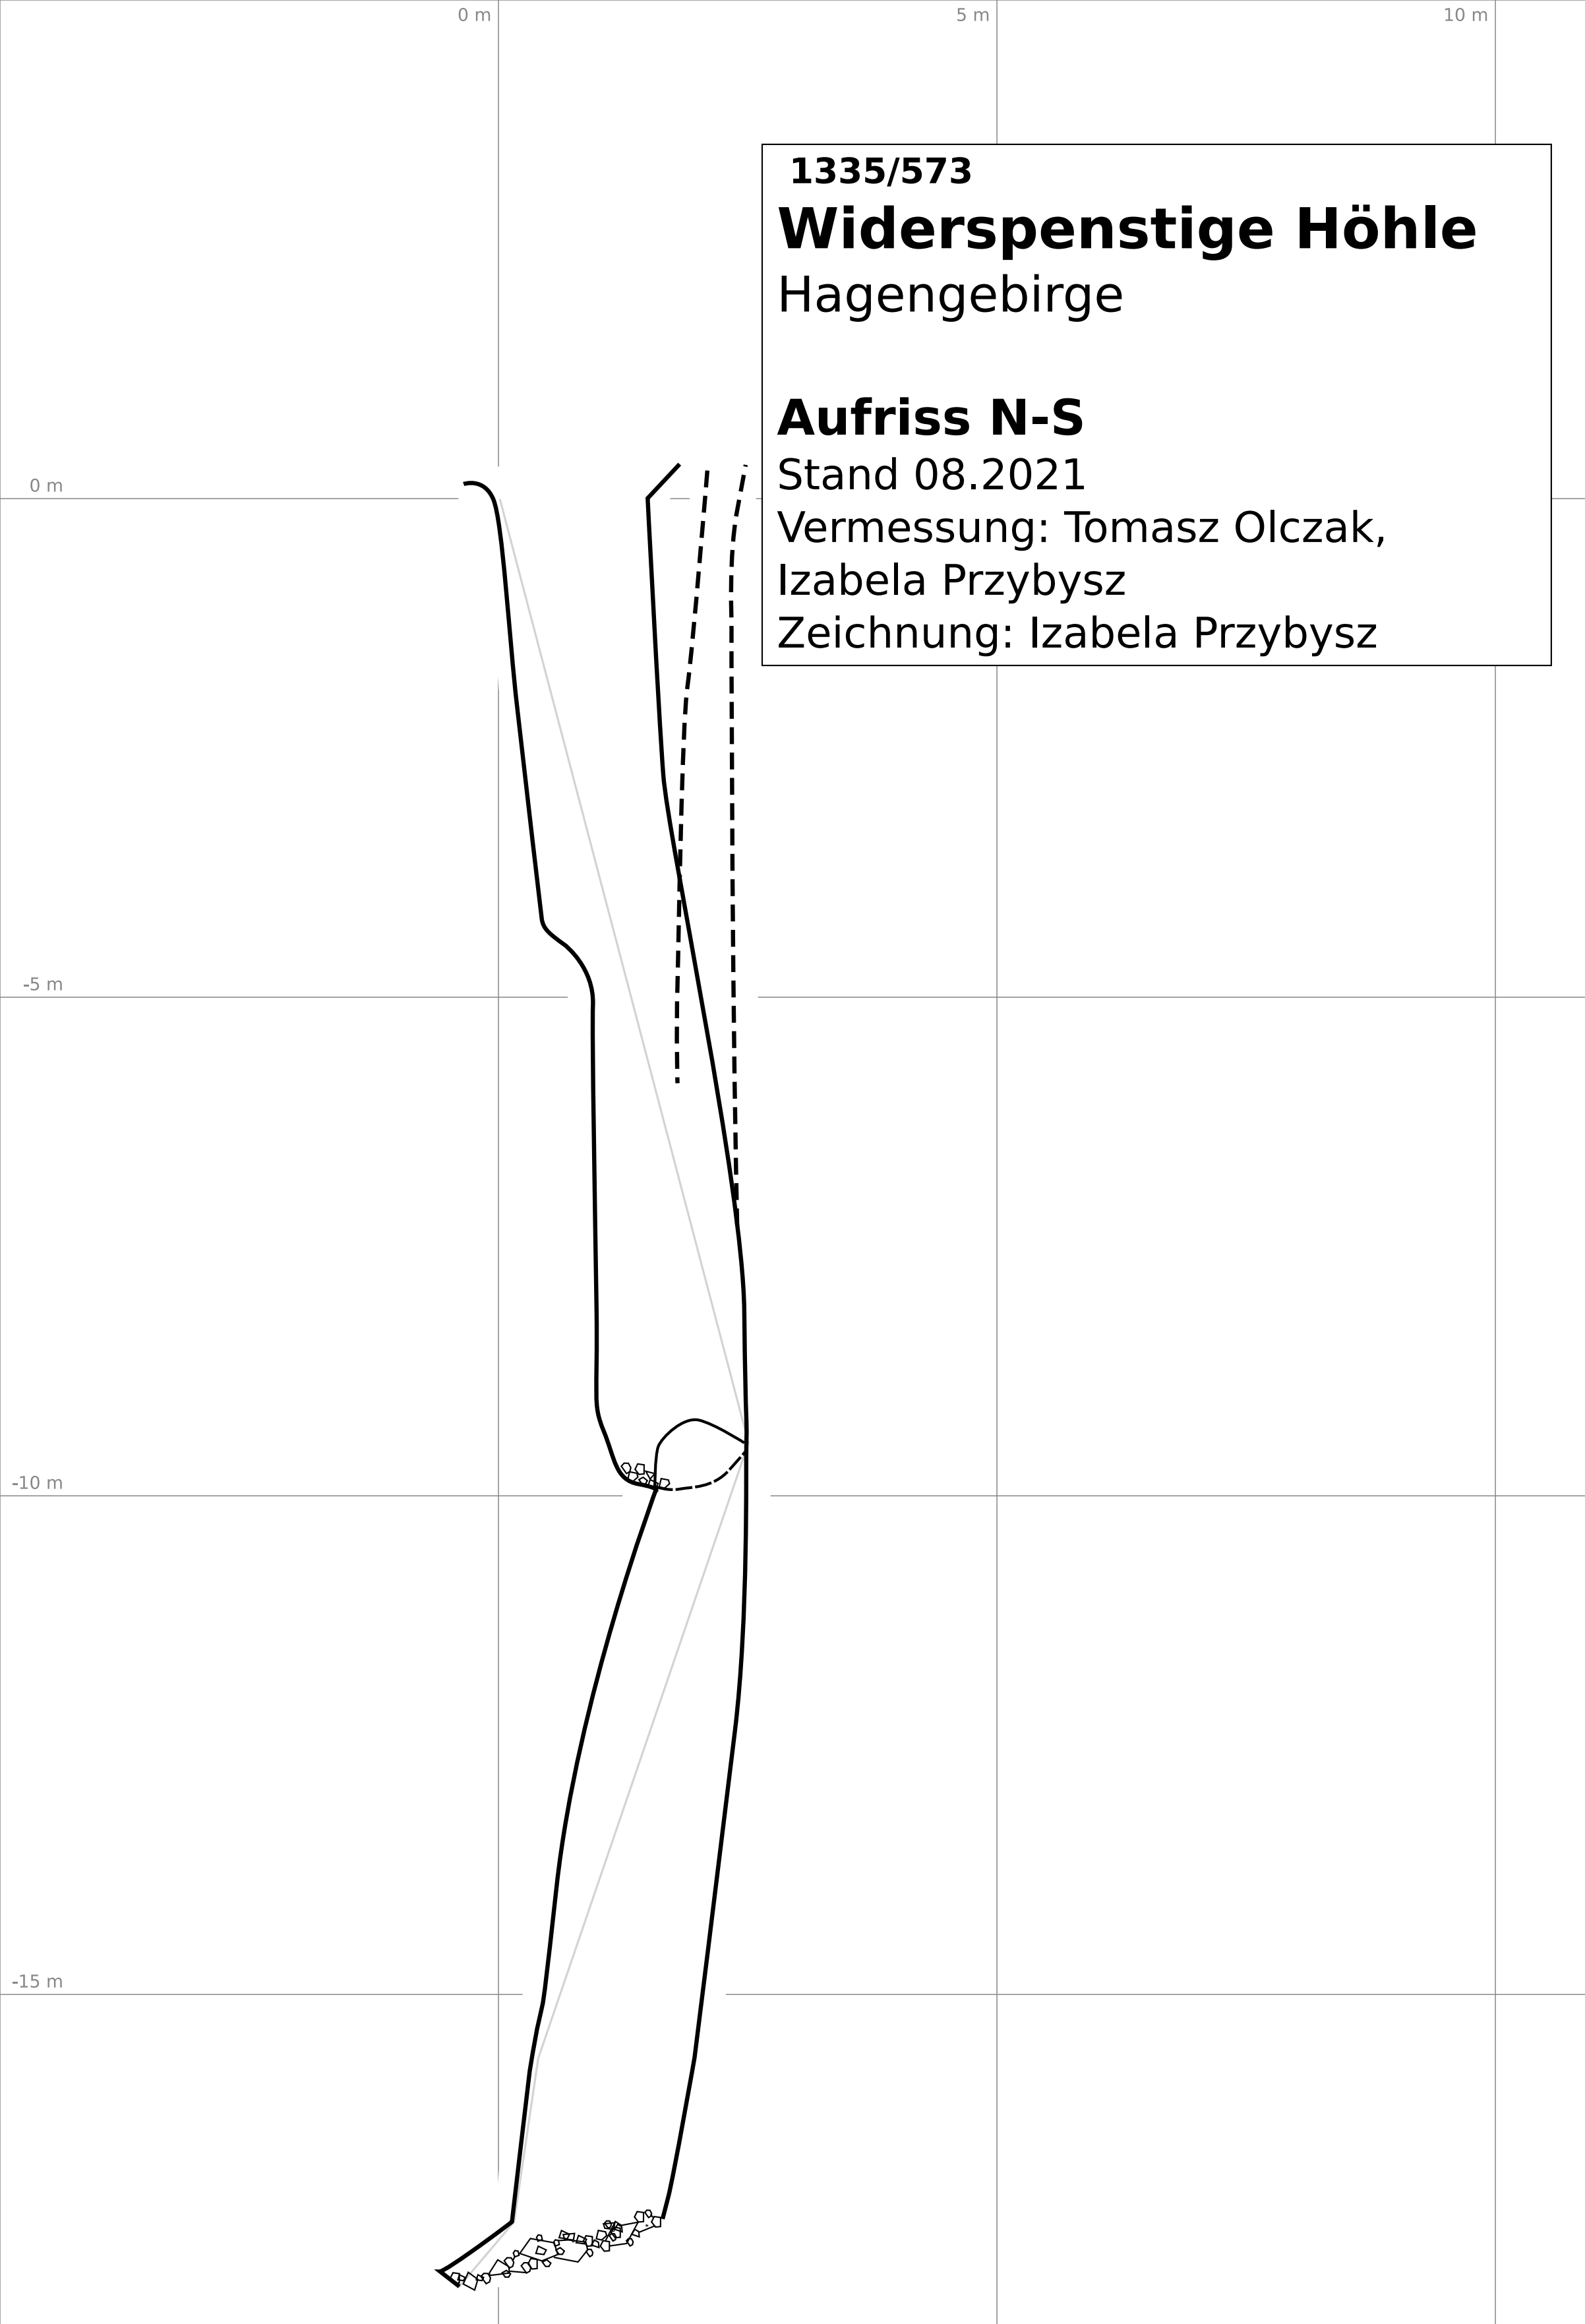 0 m 5 m 10 m
1335/573
Widerspenstige Höhle
Hagengebirge
Aufriss N-S
Stand 08.2021
Vermessung: Tomasz Olczak,
Izabela Przybysz
Zeichnung: Izabela Przybysz
0 m
-5 m
-10 m
-15 m